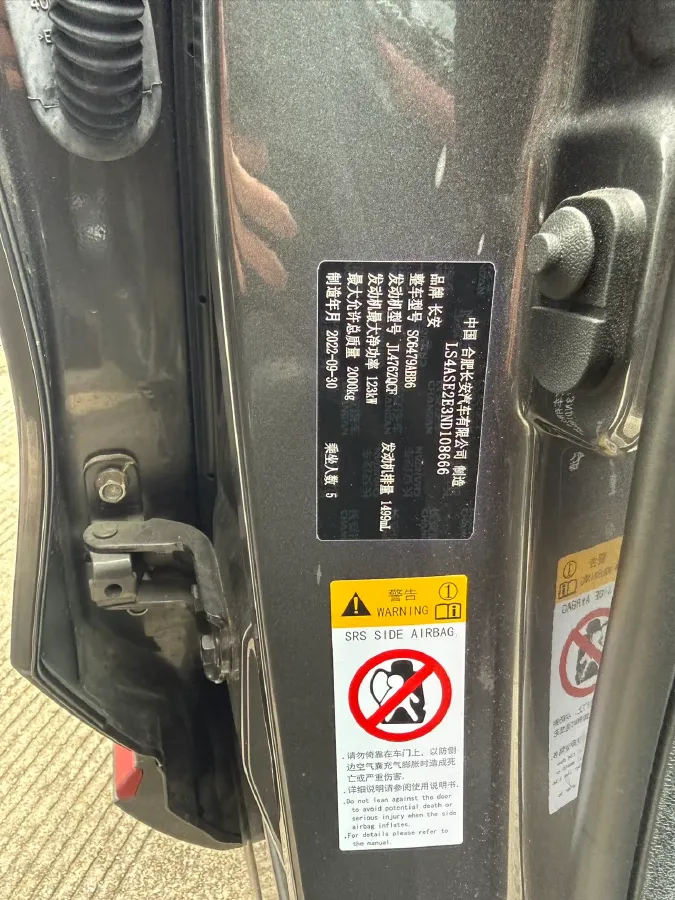 中国 合肥长安汽车有限公司 制造
LS4ASE2E3ND108666
品牌 长安
整车型号 SC6479ABB6
发动机型号 JL476ZQCF 发动机排量 1499mL
发动机最大净功率 123kW
最大允许总质量 2000kg
制造年月 2022-09-30 乘坐人数 5
警告
WARNING
SRS SIDE AIRBAG
.请勿倚靠在车门上，以防侧
边空气囊充气膨胀时造成死
亡或严重伤害.
.详细说明请参阅使用说明书.
.Do not lean against the door
to avoid potential death or
serious injury when the side
airbag inflates.
.For details please refer to
the manual.